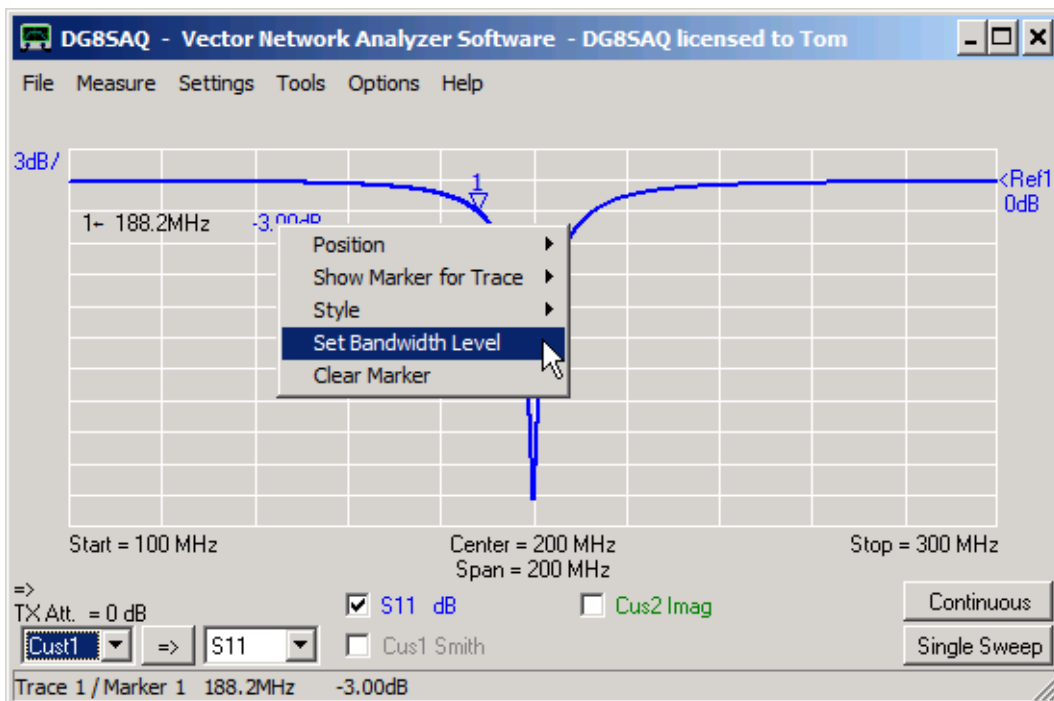 DG8SAQ - Vector Network Analyzer Software - DG8SAQ licensed to Tom
File Measure Settings Tools Options Help
3dB/
1
<Ref1
0dB
1← 188.2MHz -3.00dB
Position
Show Marker for Trace
Style
Set Bandwidth Level
Clear Marker
Start = 100 MHz Center = 200 MHz Stop = 300 MHz
Span = 200 MHz
=>
TX Att. = 0 dB
S11 dB Cus2 Imag Continuous
Cust1 => S11 Cus1 Smith Single Sweep
Trace 1 / Marker 1 188.2MHz -3.00dB